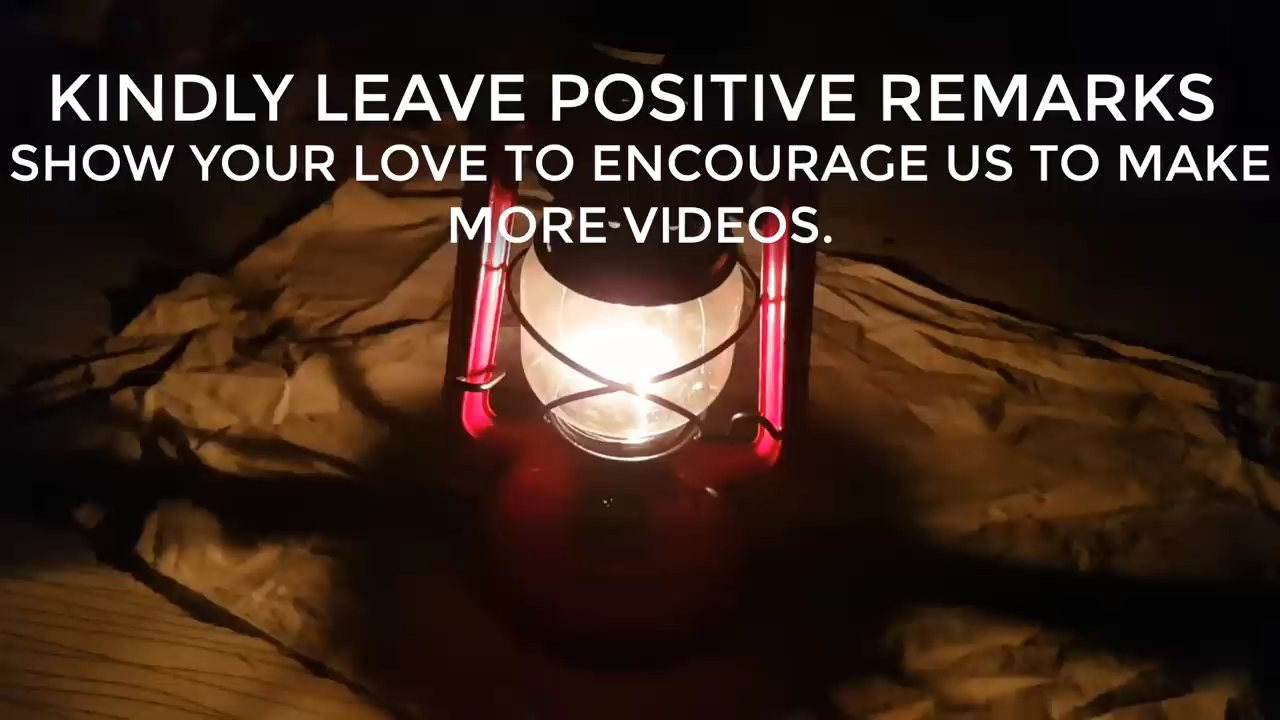 KINDLY LEAVE POSITIVE REMARKS
SHOW YOUR LOVE TO ENCOURAGE US TO MAKE
MORE VIDEOS.